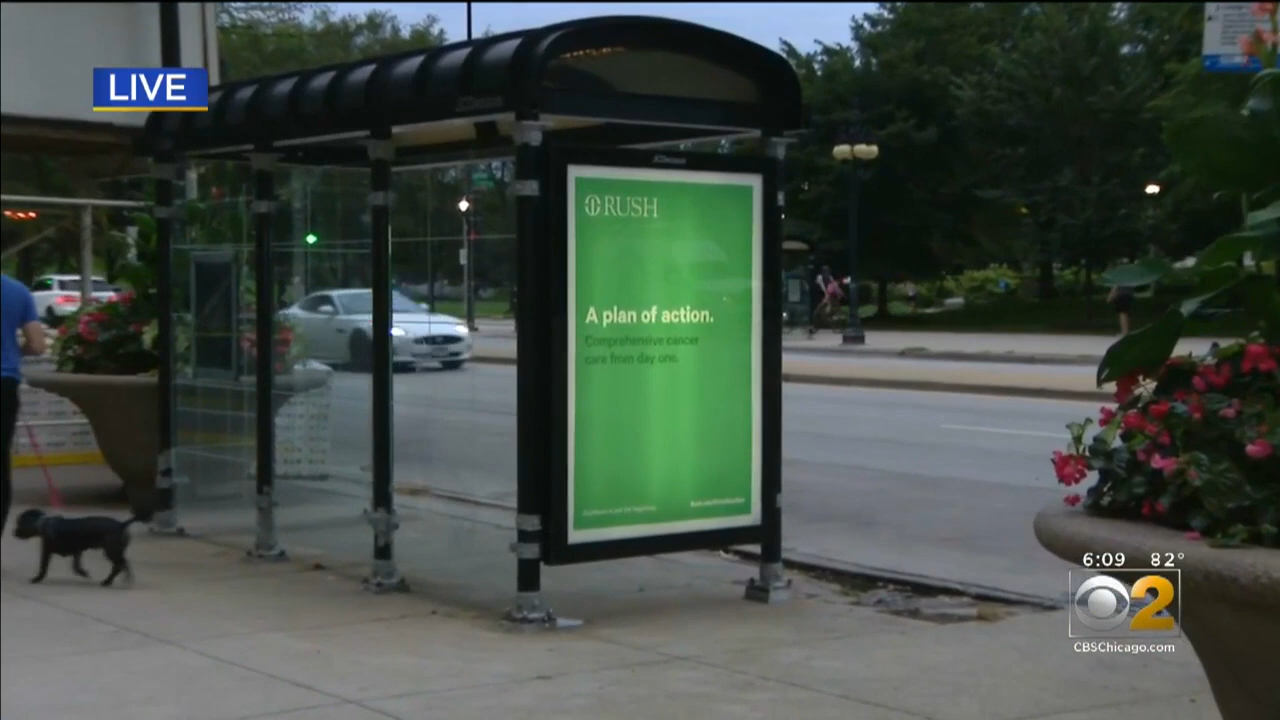 LIVE
RUSH
A plan of action.
Comprehensive cancer
care from day one.
6:09 82°
2
CBSChicago.com